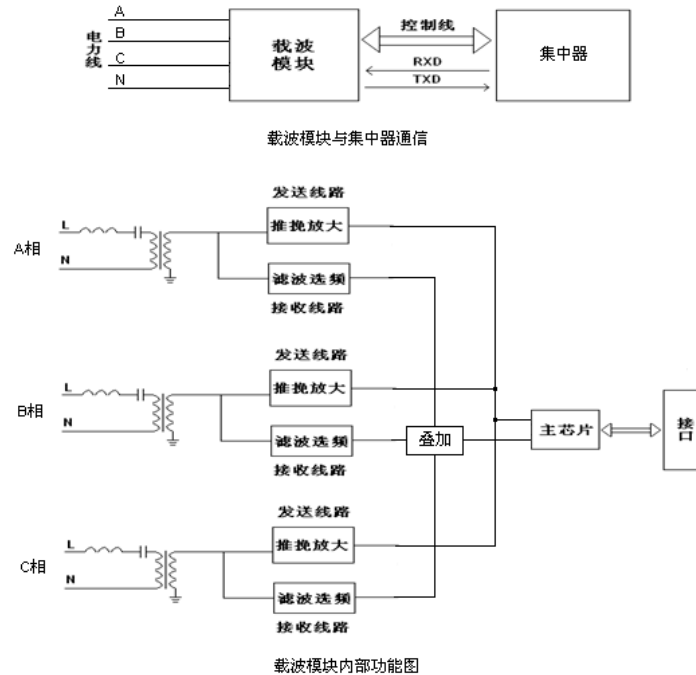 A
B
C
N
电力线
载波
模块
控制线
RXD
TXD
集中器
载波模块与集中器通信
发送线路
L
推挽放大
A相
N
滤波选频
接收线路
发送线路
L
推挽放大
B相
N
滤波选频
接收线路
叠加
主芯片
接口
发送线路
L
推挽放大
C相
N
滤波选频
接收线路
载波模块内部功能图